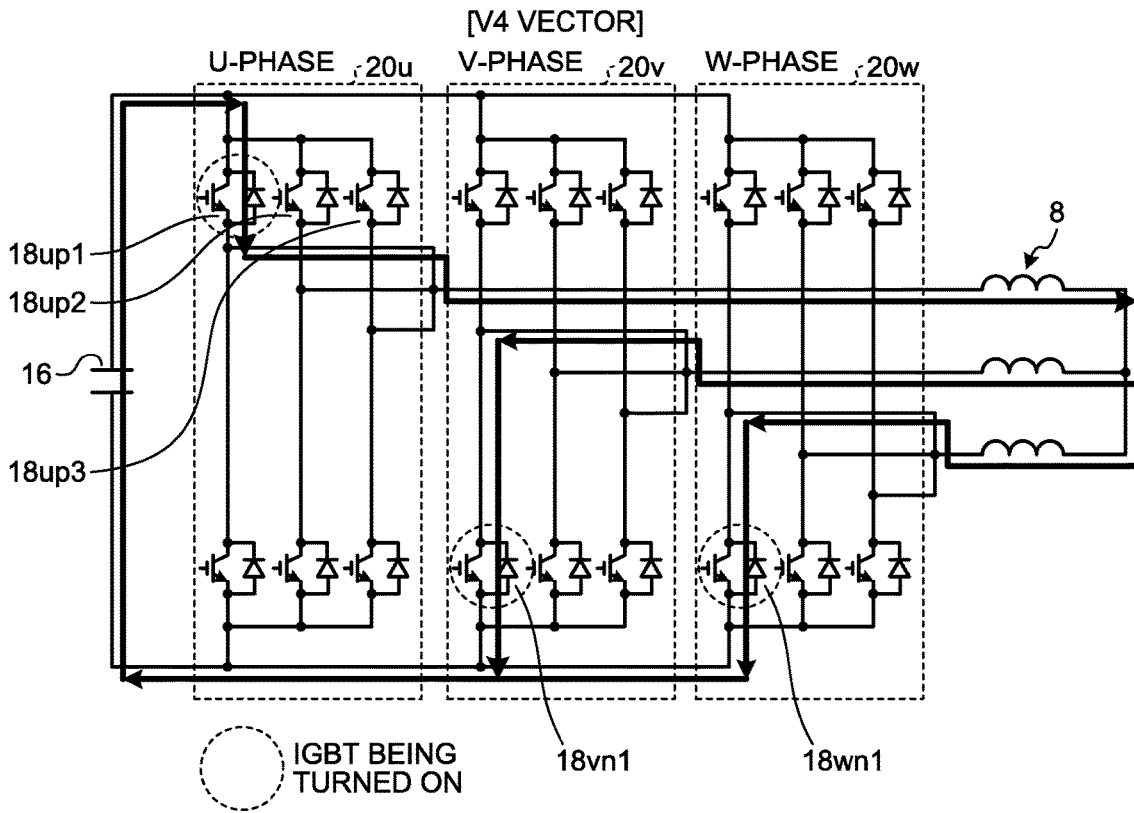 [V4 VECTOR]
U-PHASE 20u V-PHASE 20v W-PHASE 20w
8
18up1
18up2
16
18up3
18vn1 18wn1
IGBT BEING
TURNED ON